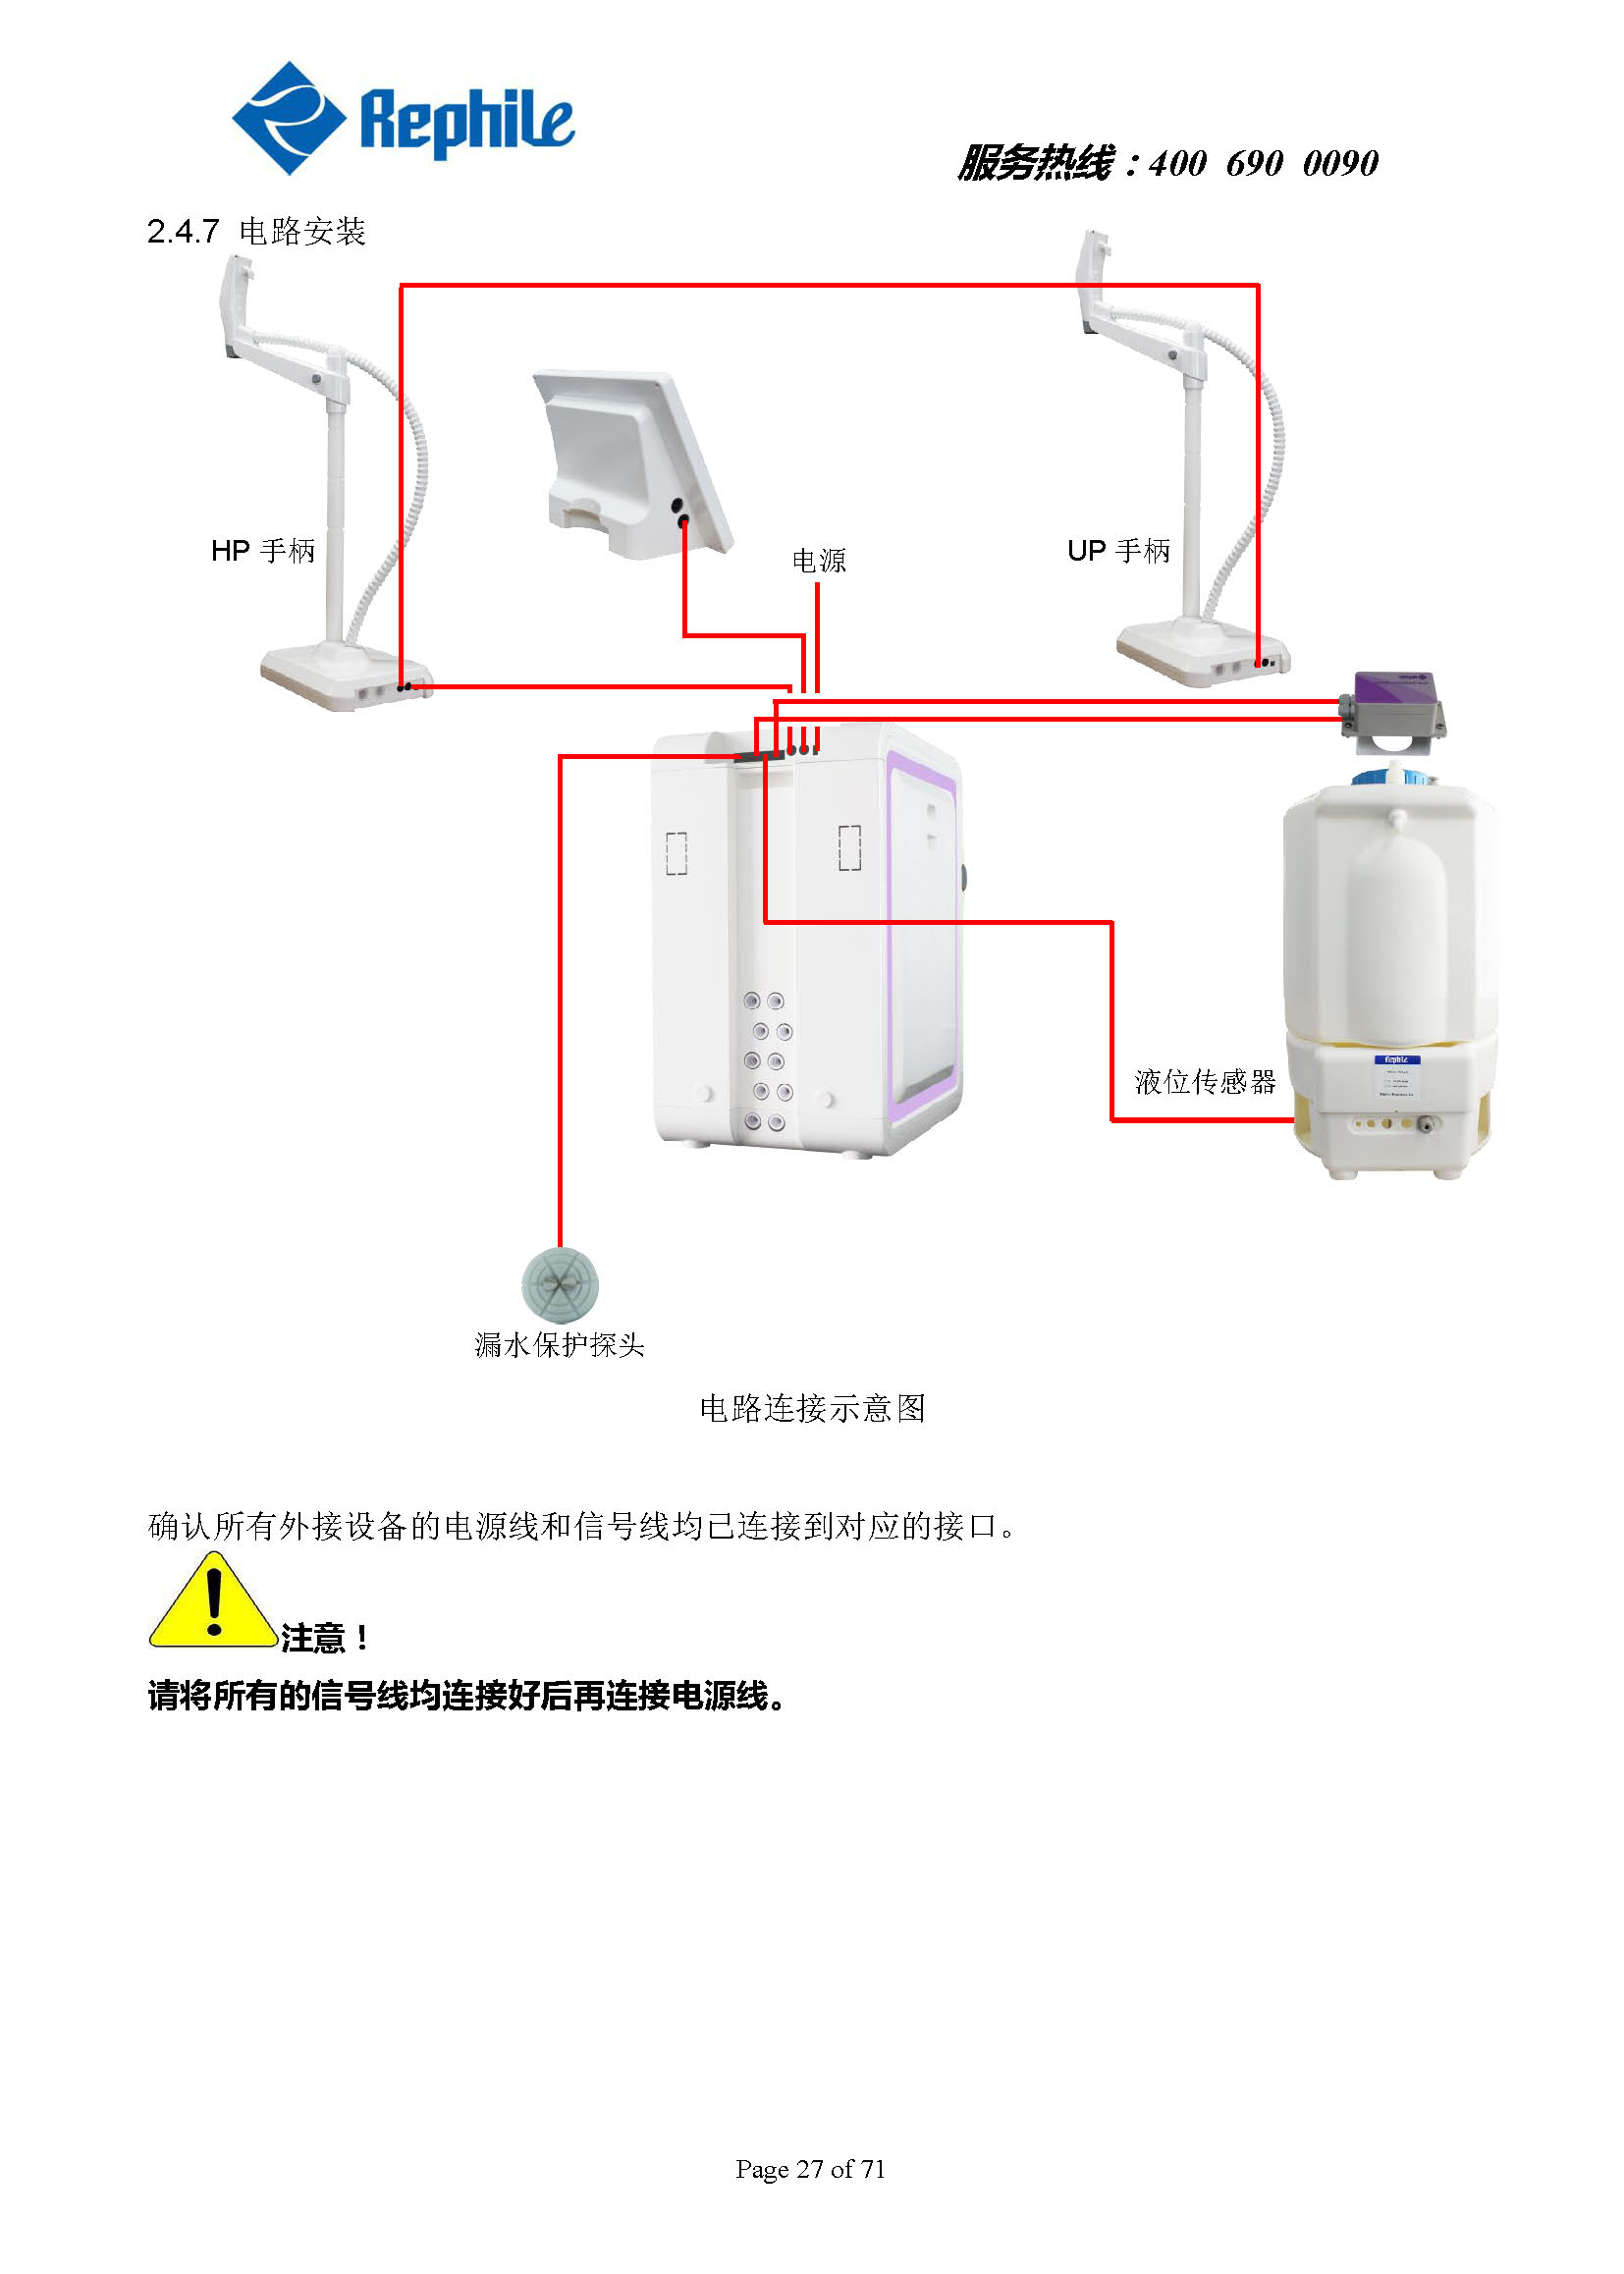 Rephile
服务热线：400 690 0090
2.4.7 电路安装
HP 手柄
电源
UP 手柄
Rephile
液位传感器
漏水保护探头
电路连接示意图
确认所有外接设备的电源线和信号线均已连接到对应的接口。
注意！
请将所有的信号线均连接好后再连接电源线。
Page 27 of 71